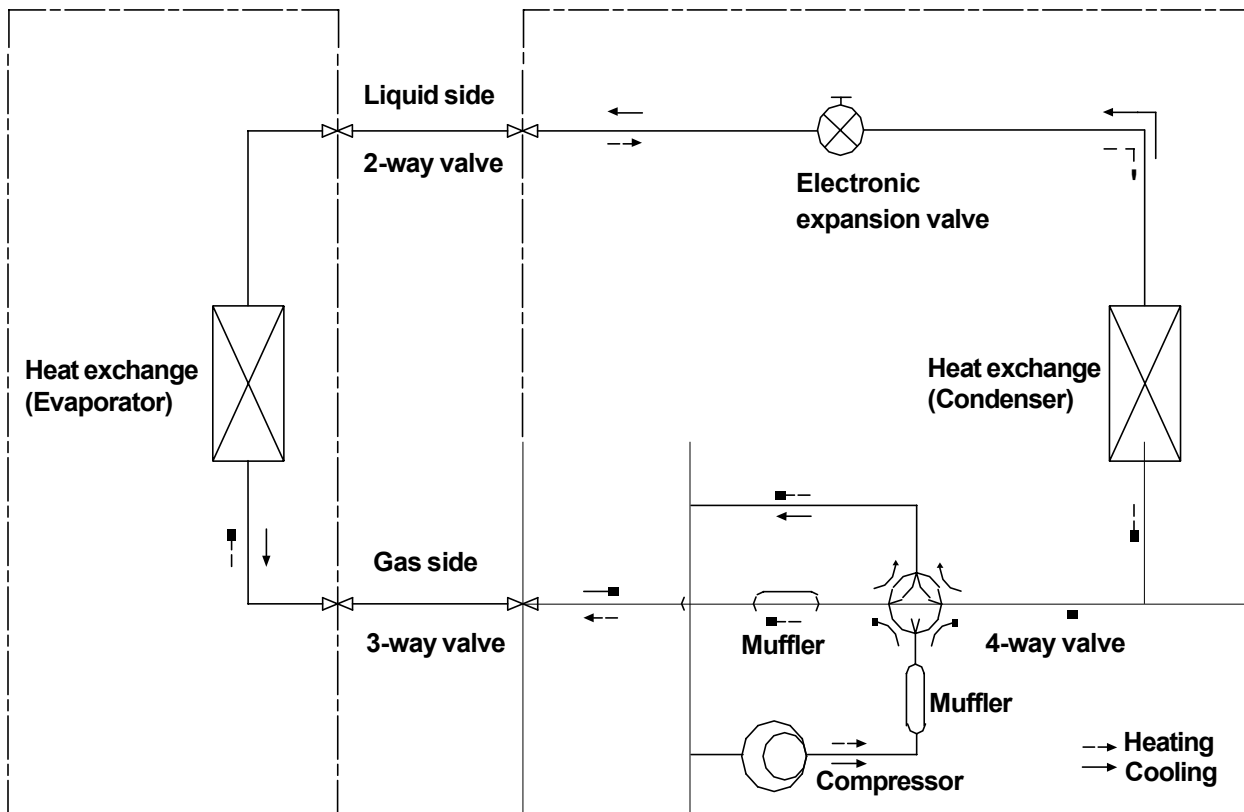 Liquid side
2-way valve
Electronic
expansion valve
Heat exchange
(Evaporator)
Heat exchange
(Condenser)
Gas side
3-way valve
Muffler
4-way valve
Muffler
Compressor
Heating
Cooling